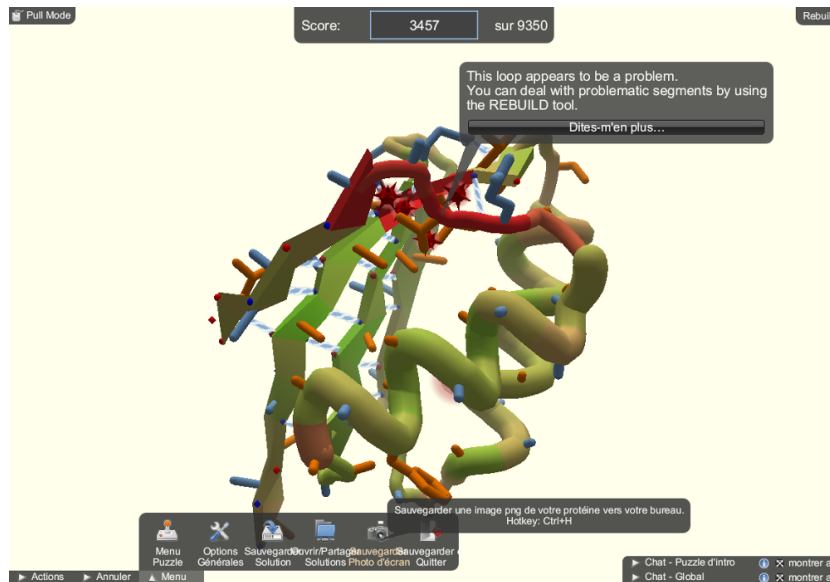 Pull Mode
Score: 3457 sur 9350
Rebuil
This loop appears to be a problem.
You can deal with problematic segments by using
the REBUILD tool.
Dites-m'en plus...
Sauvegarder une image png de votre protéine vers votre bureau.
Hotkey: Ctrl+H
Menu
Puzzle
Options
Générales
Sauvegarder
Solution
Ouvrir/Partager
Solutions
Sauvegarder
Photo d'écran
Sauvegarder e
Quitter
Actions
Annuler
Menu
Chat - Puzzle d'intro
montrer a
Chat - Global
montrer a